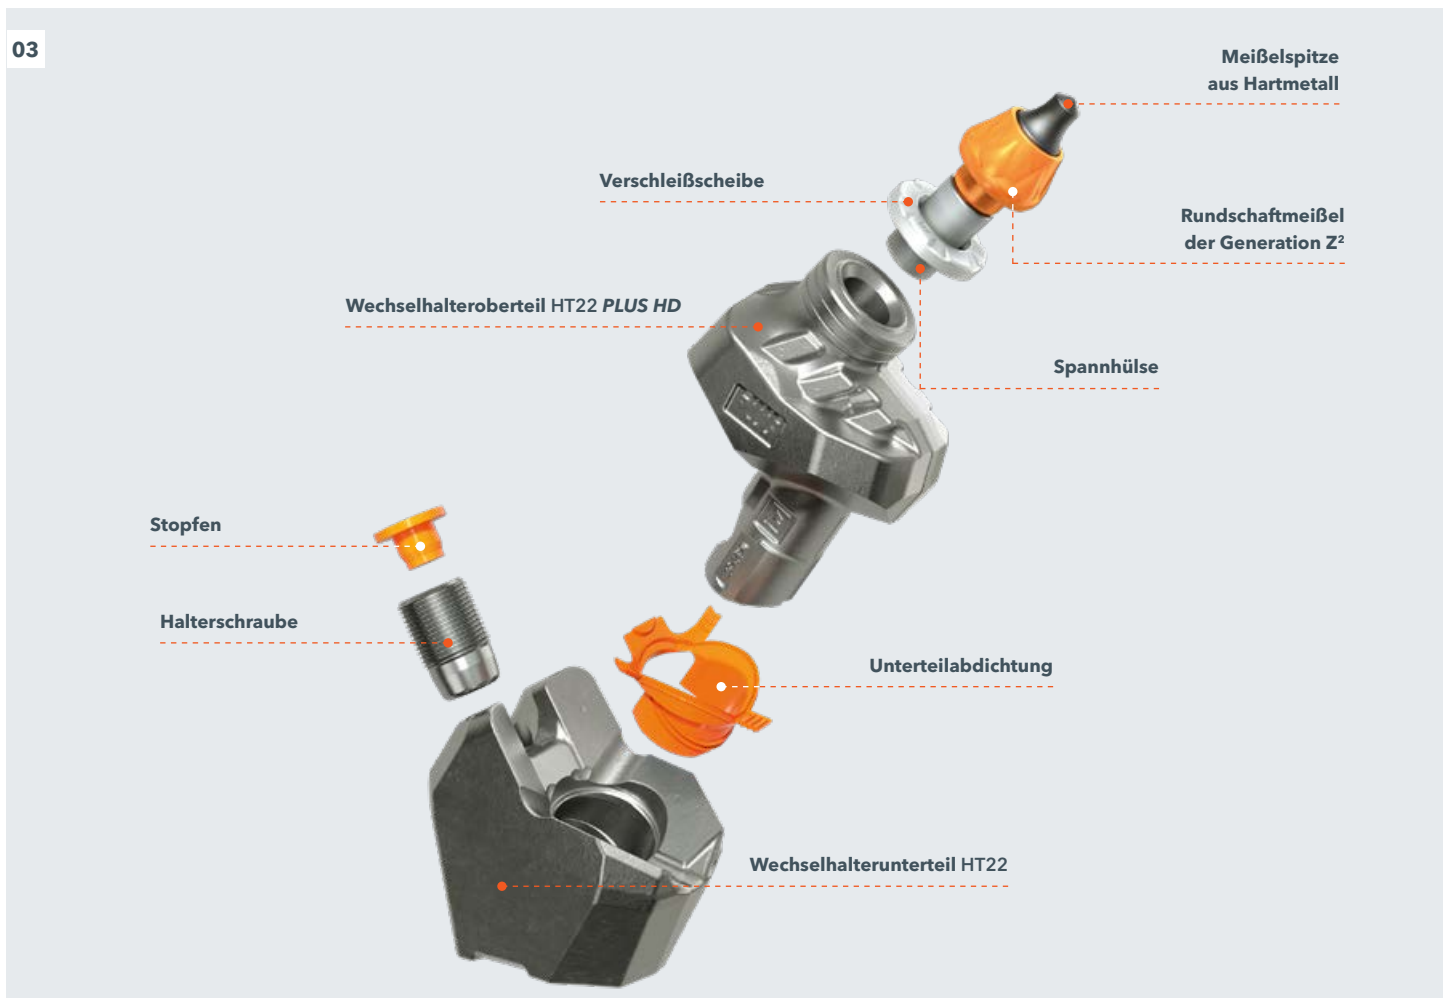 03
Meißelspitze
aus Hartmetall
Verschleißscheibe
Rundschaftmeißel
der Generation Z²
Wechselhalteroberteil HT22 PLUS HD
Spannhülse
Stopfen
Halterschraube
Unterteilabdichtung
Wechselhalterunterteil HT22